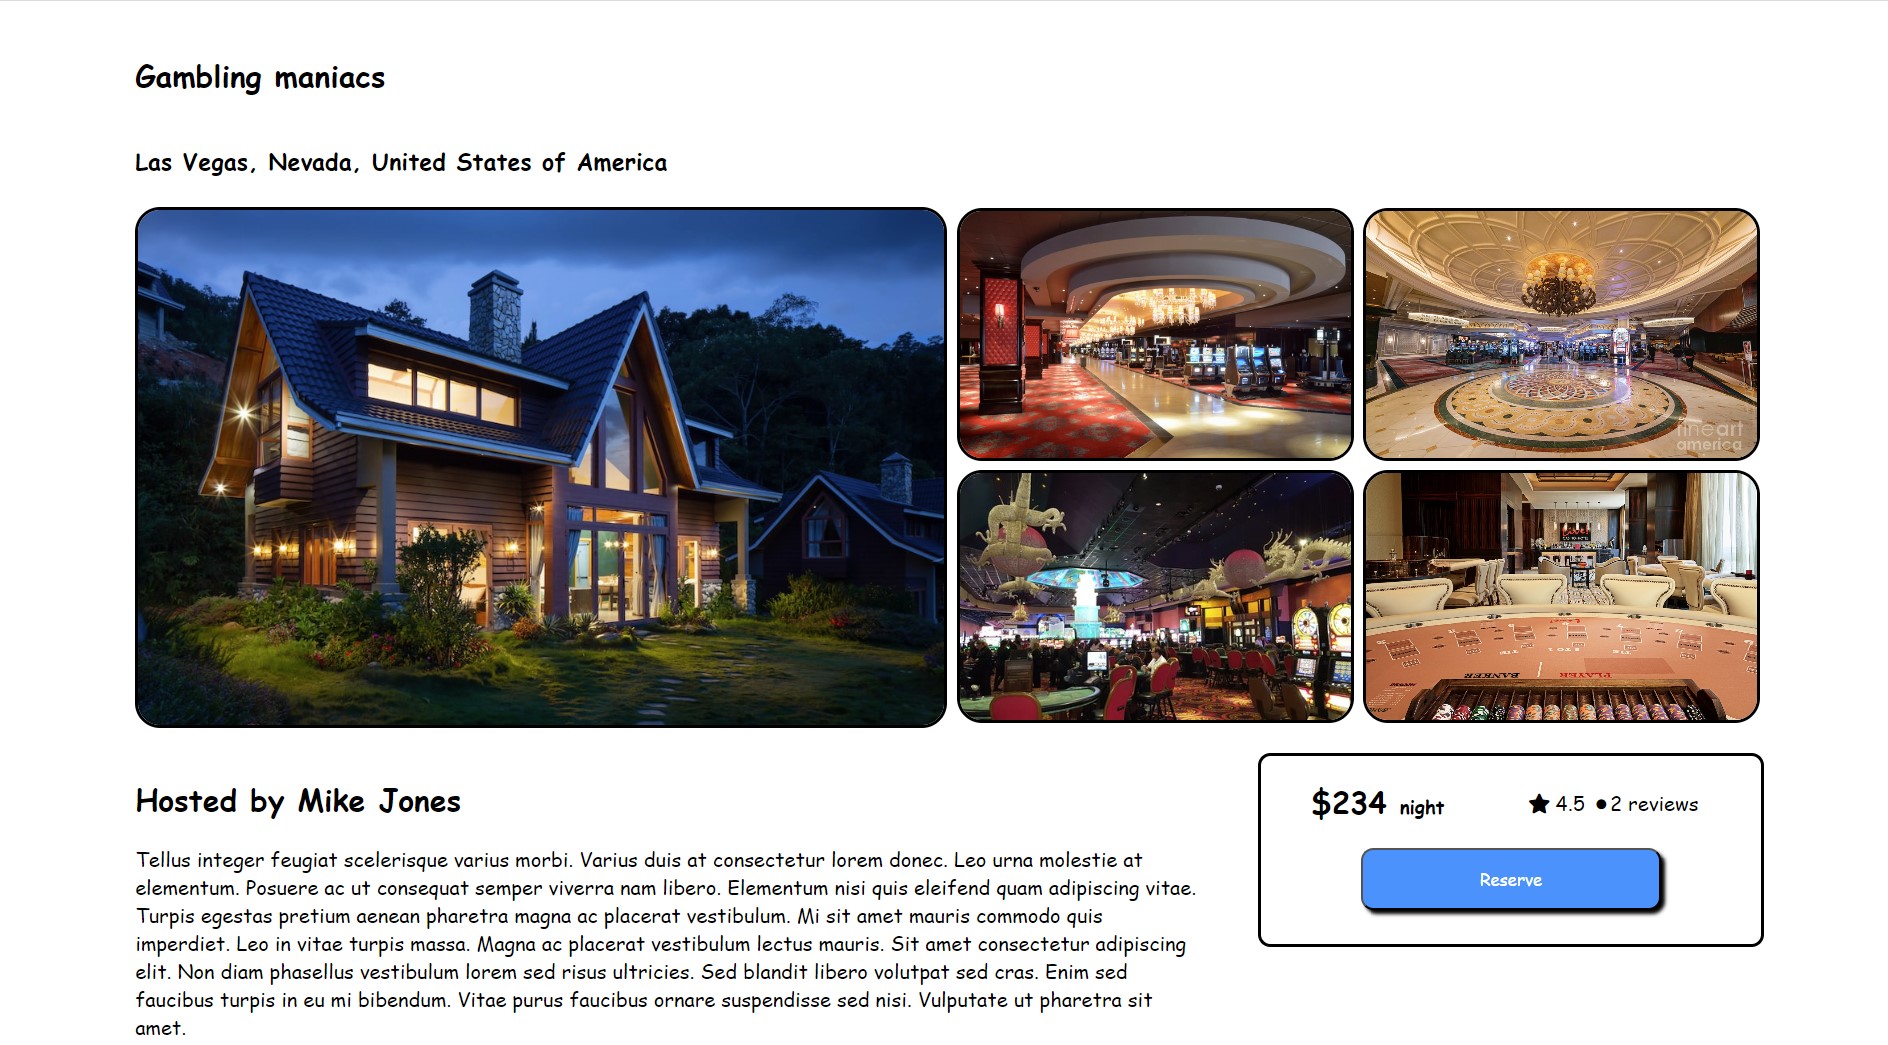 Gambling maniacs
Las Vegas, Nevada, United States of America
fineart
america
BANKER
PLAYER
Hosted by Mike Jones
$234 night
4.5 ●2 reviews
Tellus integer feugiat scelerisque varius morbi. Varius duis at consectetur lorem donec. Leo urna molestie at
elementum. Posuere ac ut consequat semper viverra nam libero. Elementum nisi quis eleifend quam adipiscing vitae.
Turpis egestas pretium aenean pharetra magna ac placerat vestibulum. Mi sit amet mauris commodo quis
imperdiet. Leo in vitae turpis massa. Magna ac placerat vestibulum lectus mauris. Sit amet consectetur adipiscing
elit. Non diam phasellus vestibulum lorem sed risus ultricies. Sed blandit libero volutpat sed cras. Enim sed
faucibus turpis in eu mi bibendum. Vitae purus faucibus ornare suspendisse sed nisi. Vulputate ut pharetra sit
amet.
Reserve